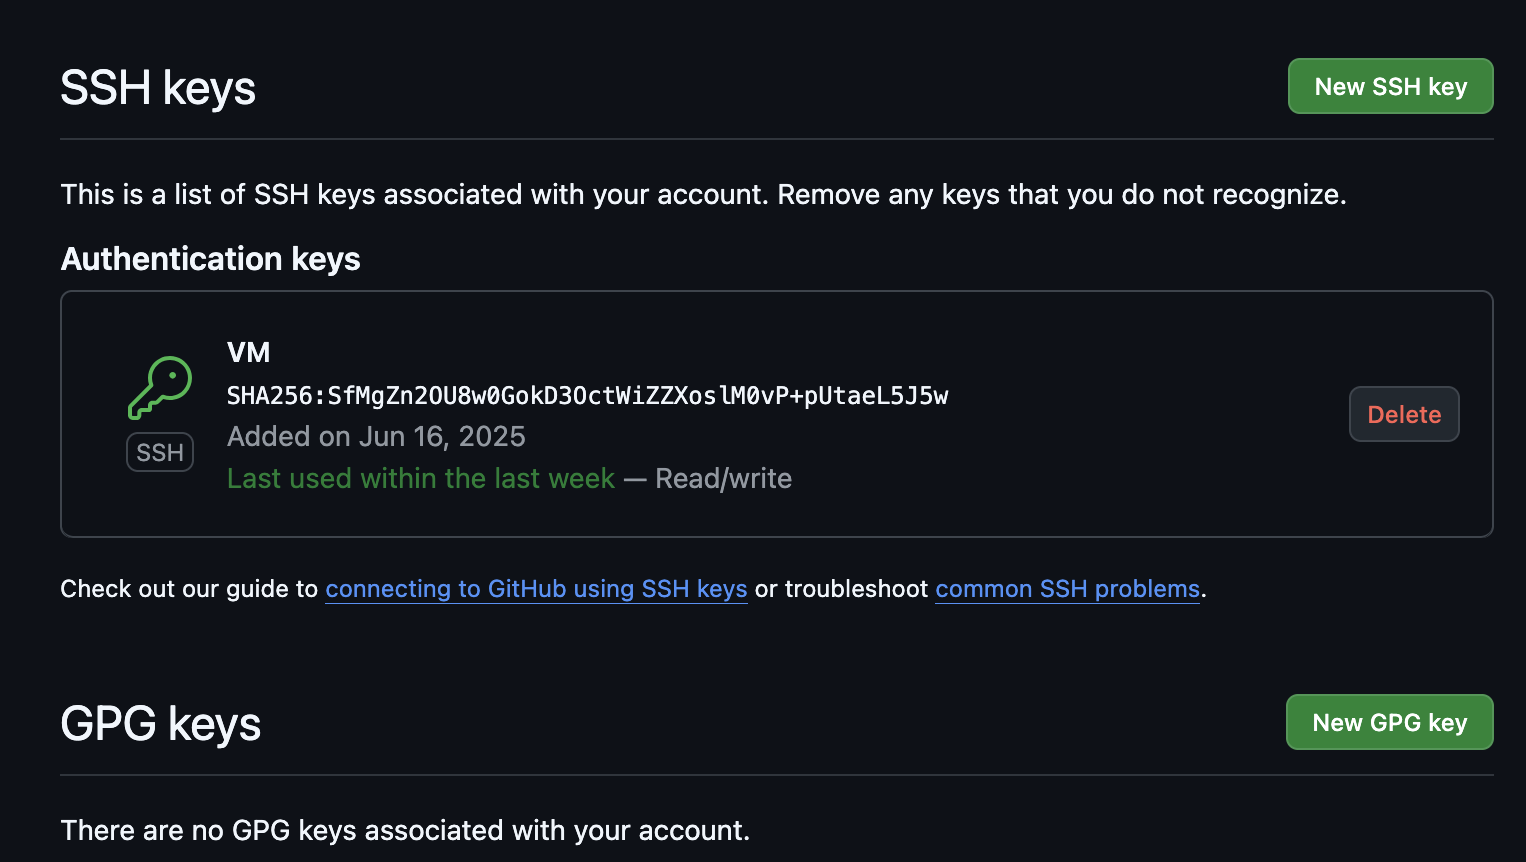 SSH keys
New SSH key
This is a list of SSH keys associated with your account. Remove any keys that you do not recognize.
Authentication keys
VM
SHA256:SfMgZn2OU8w0GokD3OctWiZZXoslM0vP+pUtaeL5J5w
Added on Jun 16, 2025
Last used within the last week — Read/write
SSH
Delete
Check out our guide to connecting to GitHub using SSH keys or troubleshoot common SSH problems.
GPG keys
New GPG key
There are no GPG keys associated with your account.